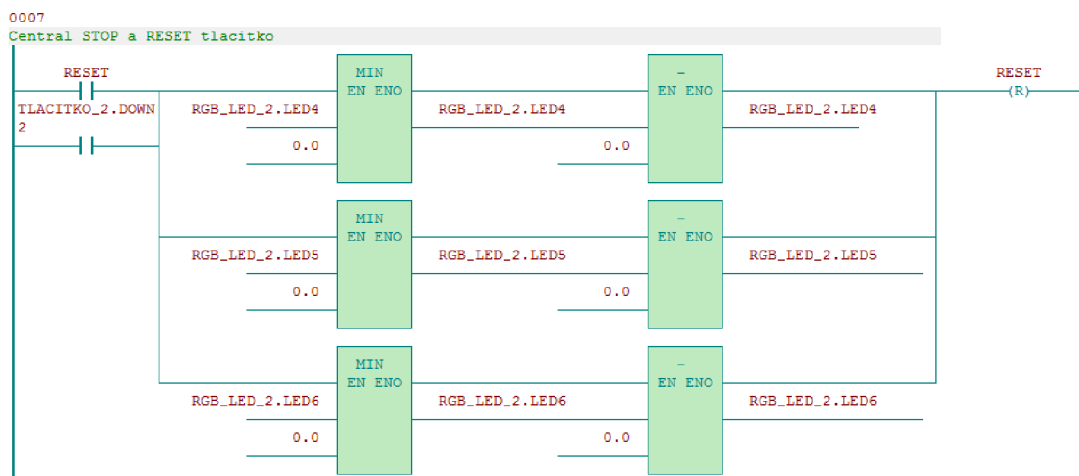 0007
Central STOP a RESET tlacitko
RESET MIN - RESET
EN ENO EN ENO (R)
TLACITKO_2.DOWN RGB_LED_2.LED4 RGB_LED_2.LED4 RGB_LED_2.LED4
2
0.0 0.0
MIN -
EN ENO EN ENO
RGB_LED_2.LED5 RGB_LED_2.LED5 RGB_LED_2.LED5
0.0 0.0
MIN -
EN ENO EN ENO
RGB_LED_2.LED6 RGB_LED_2.LED6 RGB_LED_2.LED6
0.0 0.0